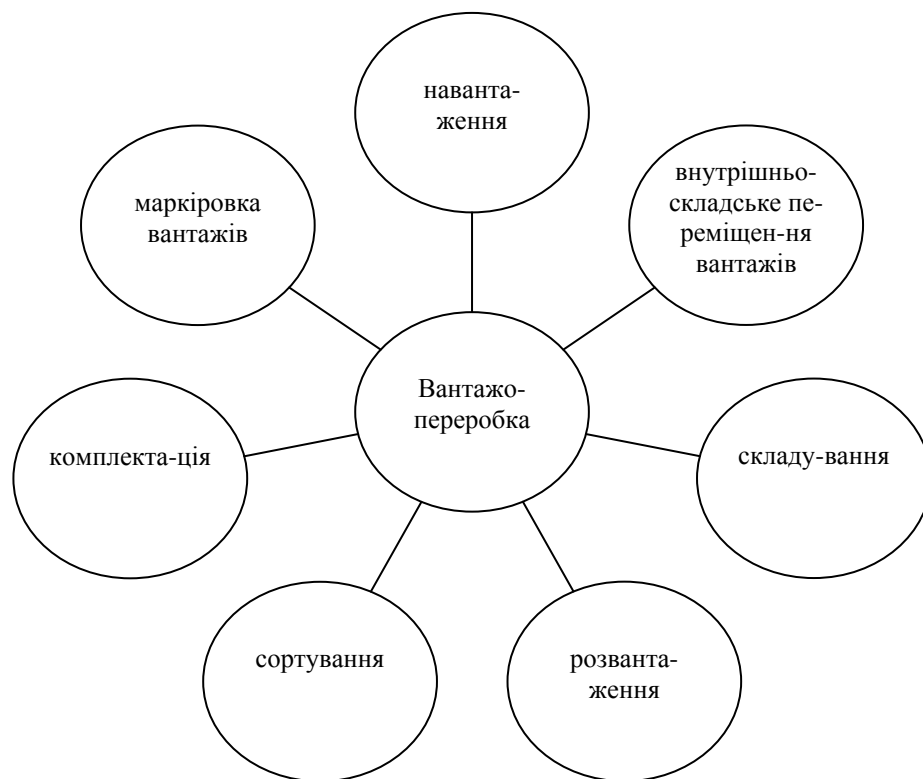 наванта-
ження
маркіровка
вантажів
внутрішньо-
складське пе-
реміщен-ня
вантажів
Вантажо-
переробка
комплекта-ція
складу-вання
сортування
розванта-
ження